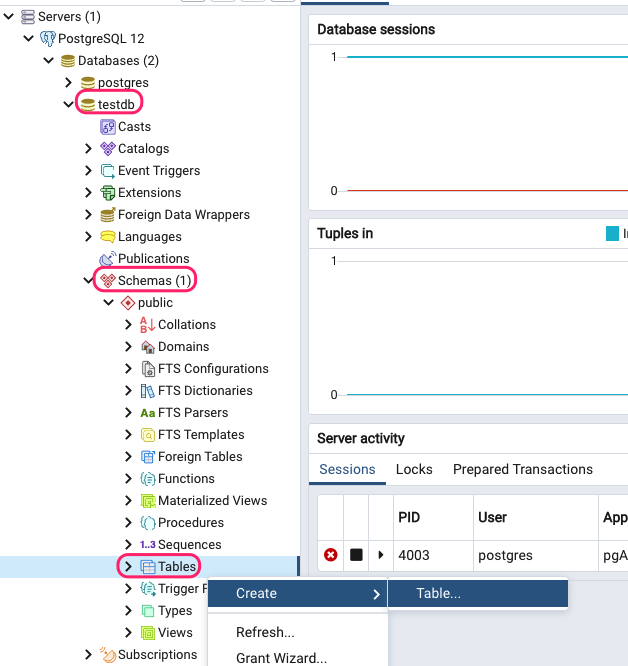 Servers (1)
PostgreSQL 12
Databases (2)
postgres
testdb
Casts
Catalogs
Event Triggers
Extensions
Foreign Data Wrappers
Languages
Publications
Schemas (1)
public
Collations
Domains
FTS Configurations
FTS Dictionaries
Aa FTS Parsers
FTS Templates
Foreign Tables
Functions
Materialized Views
Procedures
1..3 Sequences
Tables
Trigger F
Types
Views
Subscriptions
Create
Table...
Refresh...
Grant Wizard...
Database sessions
1
0
Tuples in
1
0
Server activity
Sessions Locks Prepared Transactions
PID User App
4003 postgres pgA